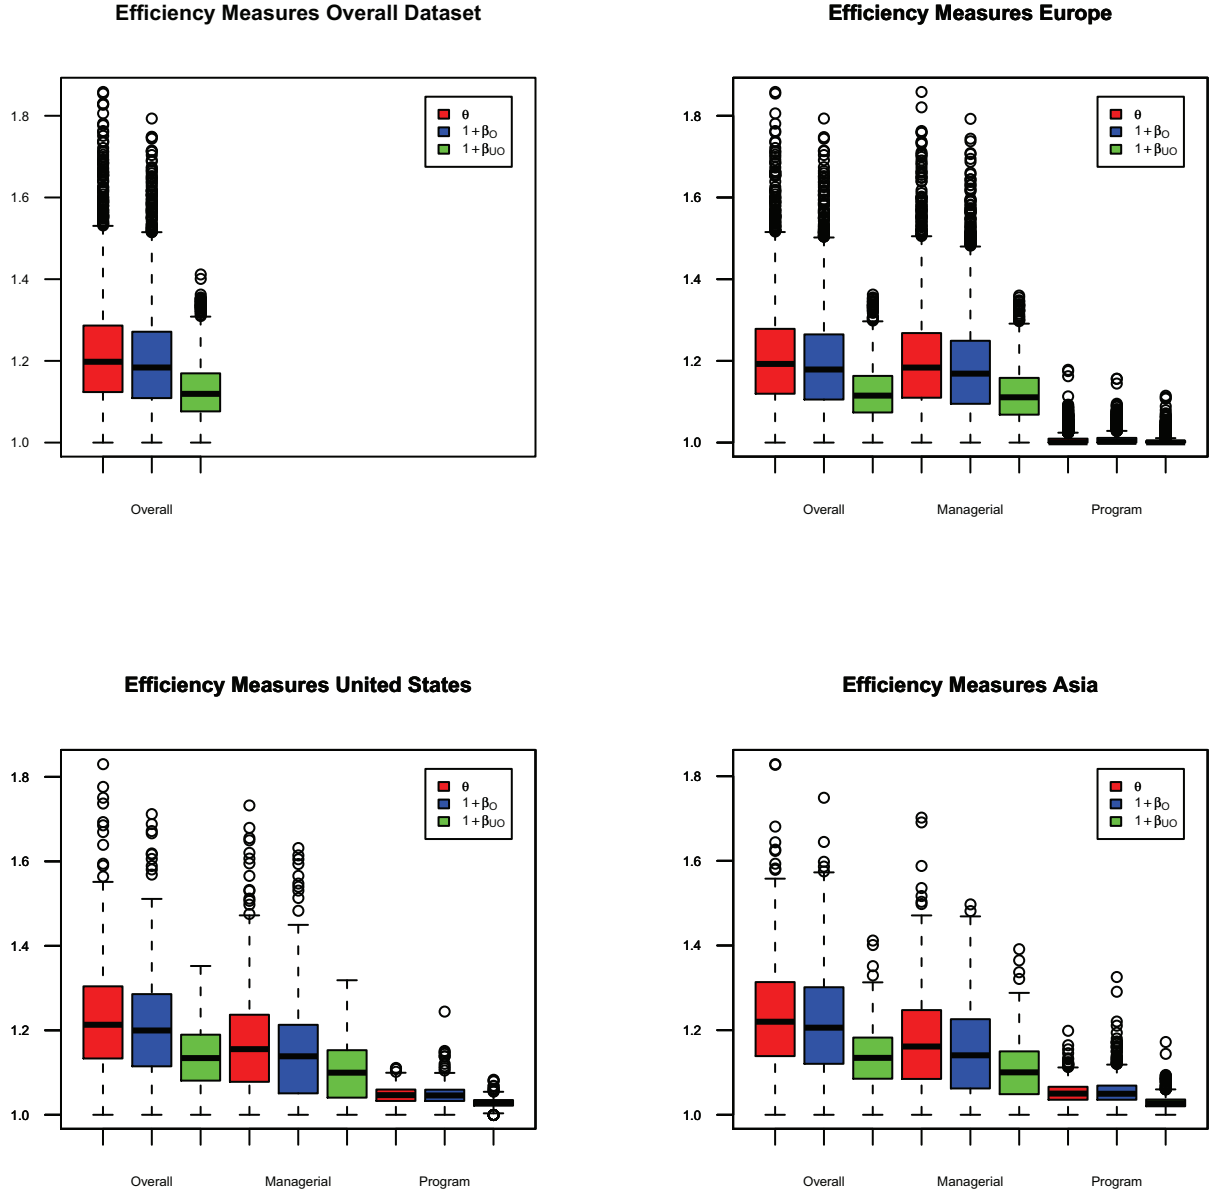 Efficiency Measures Overall Dataset
1.8
1.6
1.4
1.2
1.0
θ
1+βO
1+βUO
Overall
Efficiency Measures Europe
1.8
1.6
1.4
1.2
1.0
θ
1+βO
1+βUO
Overall Managerial Program
Efficiency Measures United States
1.8
1.6
1.4
1.2
1.0
θ
1+βO
1+βUO
Overall Managerial Program
Efficiency Measures Asia
1.8
1.6
1.4
1.2
1.0
θ
1+βO
1+βUO
Overall Managerial Program